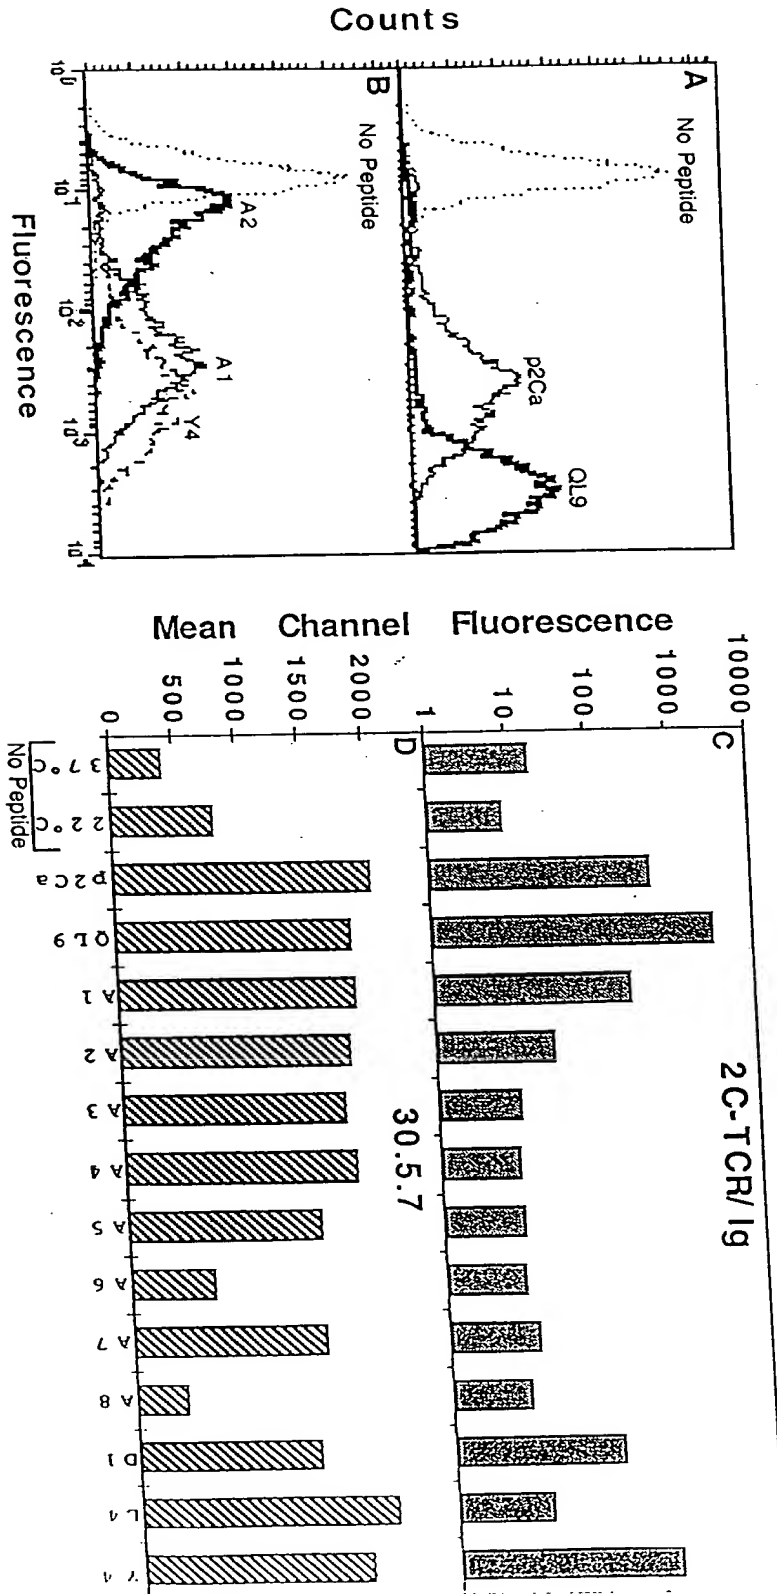 Counts
A
No Peptide
p2Ca
QL9
B
No Peptide
A2
A1
Y4
10^0
10^1
10^2
10^3
10^4
Fluorescence
Mean Channel Fluorescence
C
2C-TCR/Ig
10000
1000
100
10
1
D
30.5.7
2000
1500
1000
500
0
37°C
22°C
No Peptide
p2Ca
QL9
A1
A2
A3
A4
A5
A6
A7
A8
D1
L4
Y4